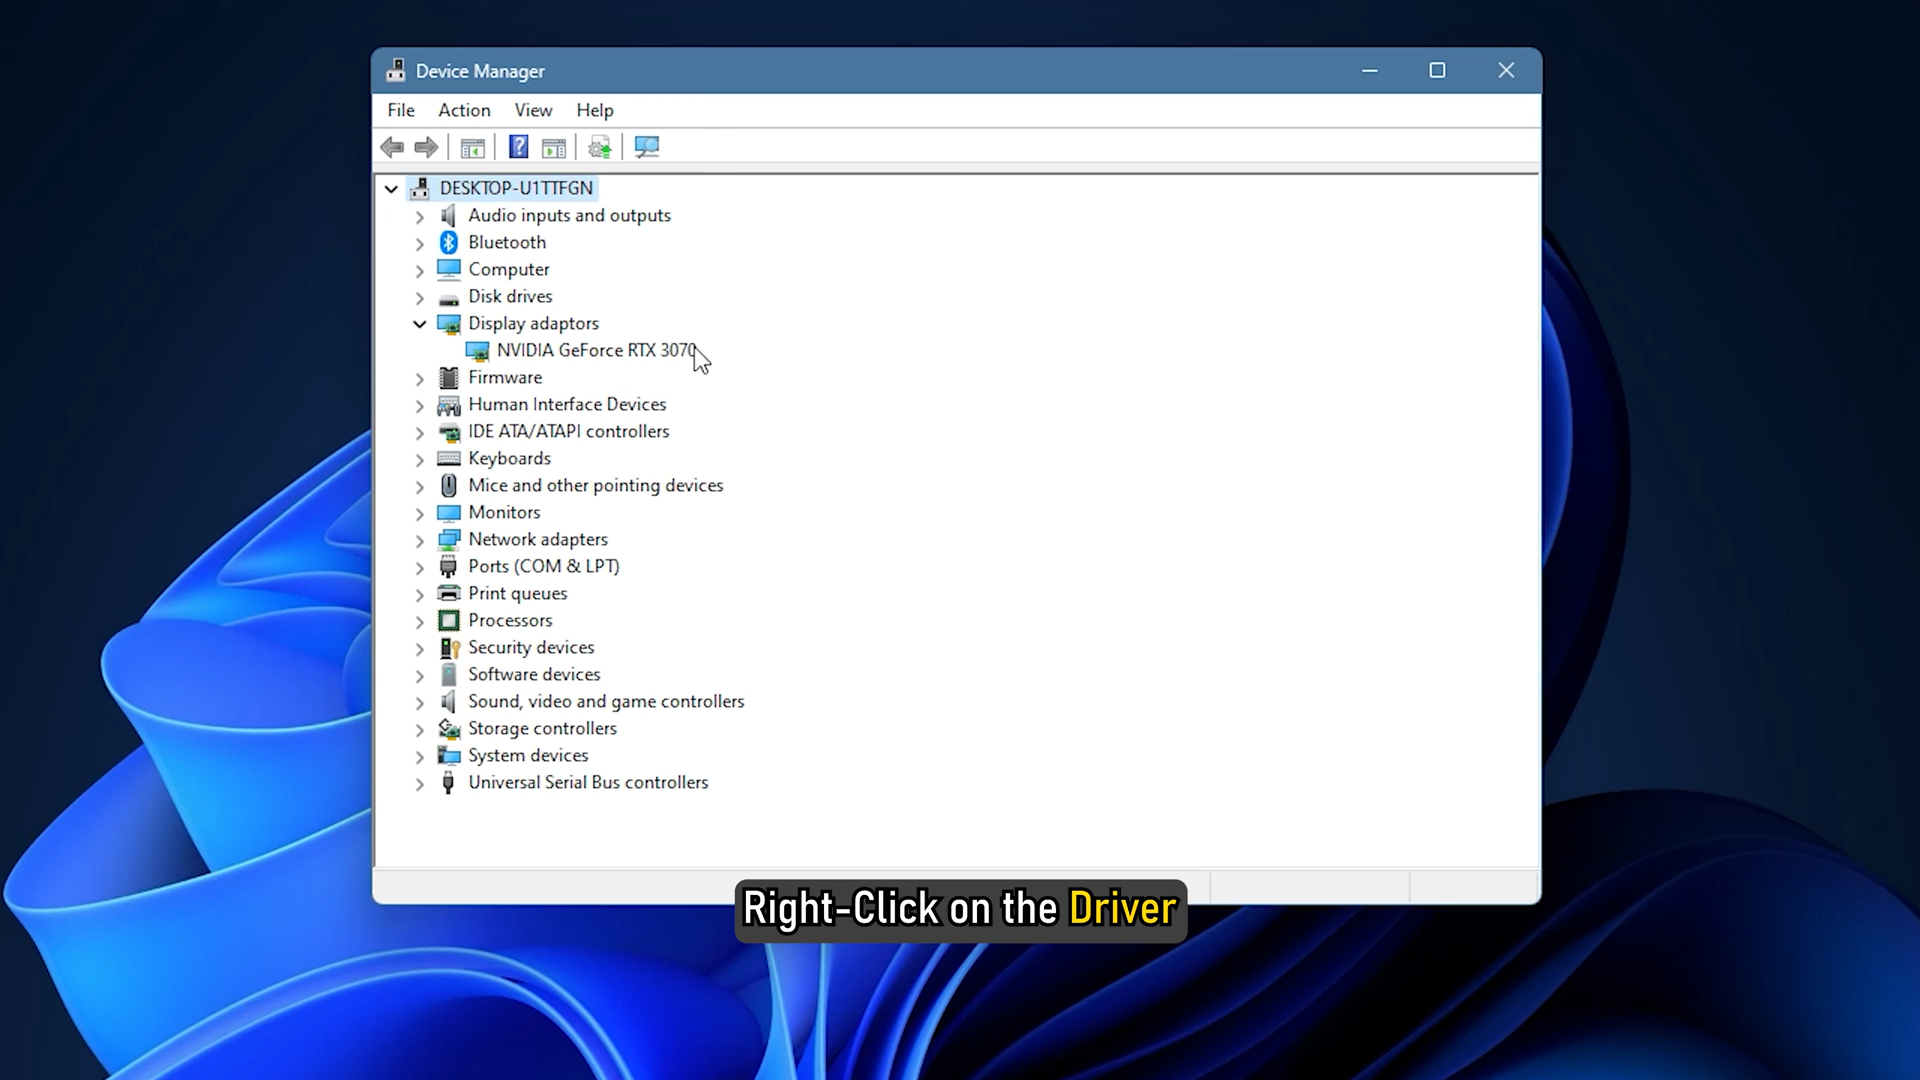 Device Manager
File Action View Help
DESKTOP-U1TTFGN
Audio inputs and outputs
Bluetooth
Computer
Disk drives
Display adaptors
NVIDIA GeForce RTX 3070
Firmware
Human Interface Devices
IDE ATA/ATAPI controllers
Keyboards
Mice and other pointing devices
Monitors
Network adapters
Ports (COM & LPT)
Print queues
Processors
Security devices
Software devices
Sound, video and game controllers
Storage controllers
System devices
Universal Serial Bus controllers
Right-Click on the Driver